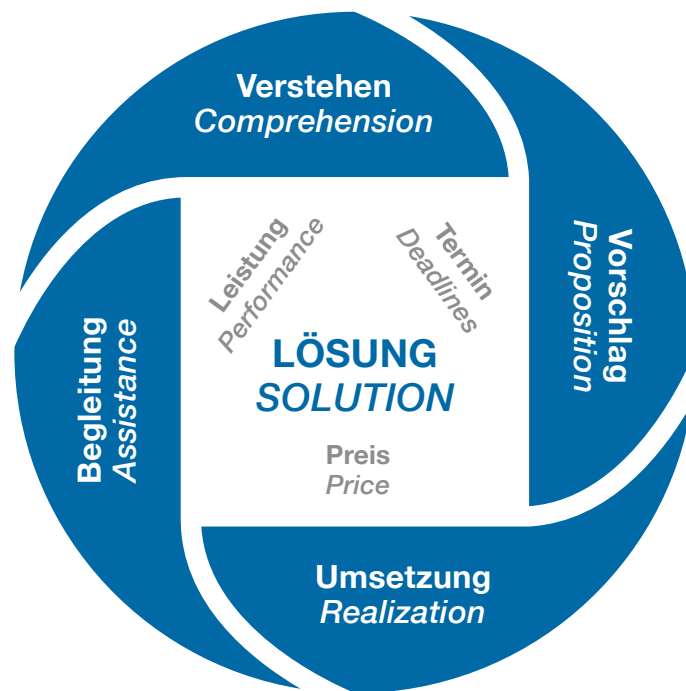 Verstehen
Comprehension
Vorschlag
Proposition
Umsetzung
Realization
Begleitung
Assistance
Leistung
Performance
Termin
Deadlines
LÖSUNG
SOLUTION
Preis
Price